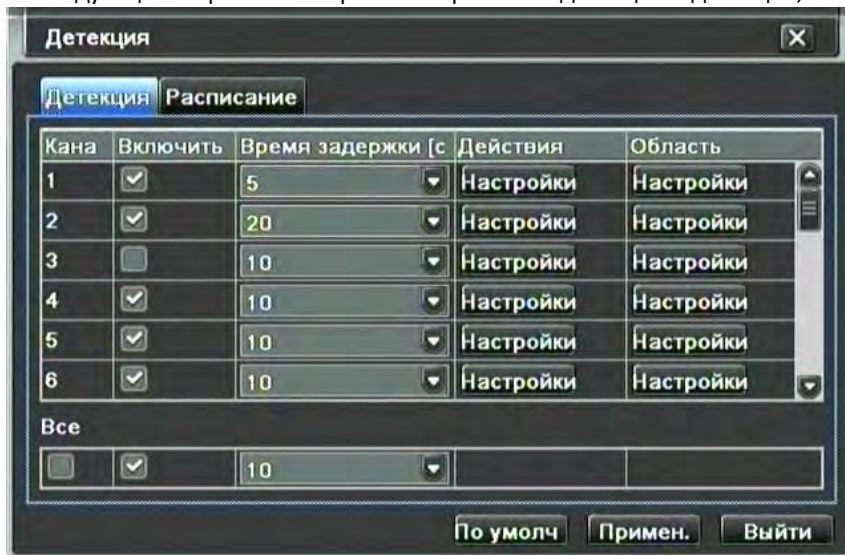 Детекция
Детекция Расписание
Кана Включить Время задержки [с Действия Область
1 5 Настройки Настройки
2 20 Настройки Настройки
3 10 Настройки Настройки
4 10 Настройки Настройки
5 10 Настройки Настройки
6 10 Настройки Настройки
Все
10
По умолч Примен. Выйти